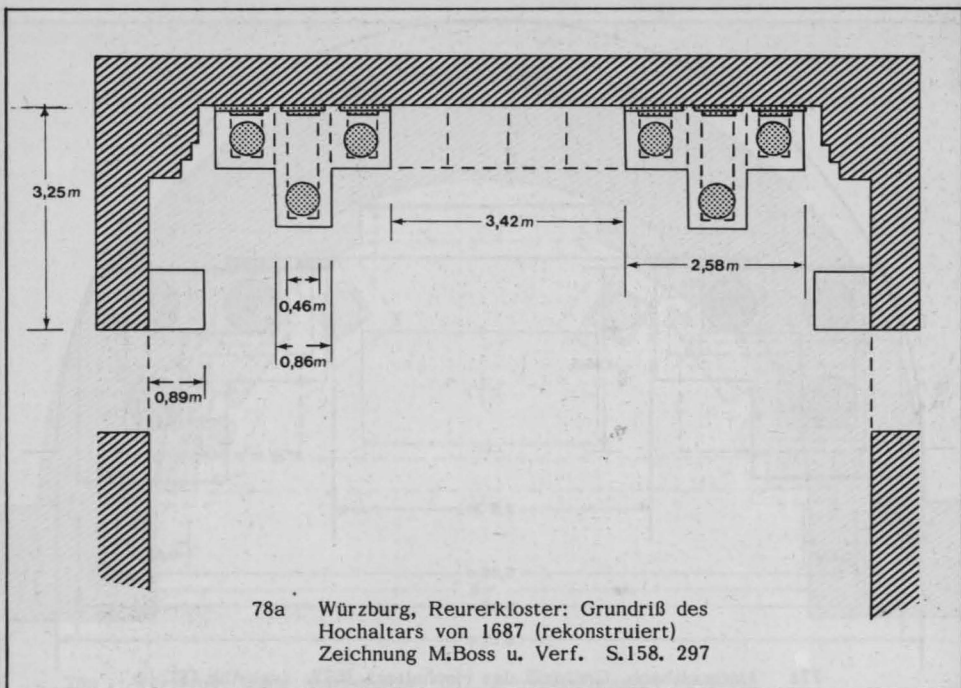 3,25m
3,42m
2,58m
0,46m
0,86m
0,89m
78a Würzburg, Reurerkloster: Grundriß des
Hochaltars von 1687 (rekonstruiert)
Zeichnung M.Boss u. Verf. S.158. 297